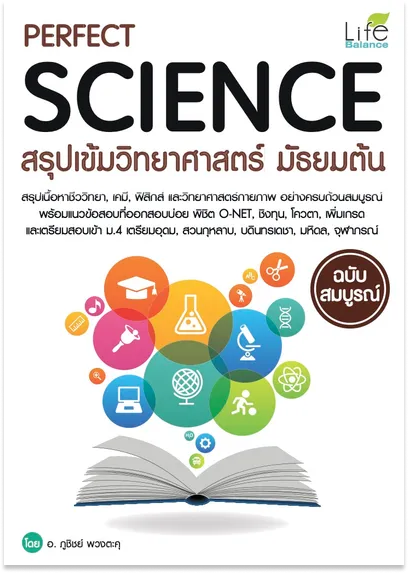 PERFECT
Life
Balance
SCIENCE
สรุปเข้มวิทยาศาสตร์ มัธยมต้น
สรุปเนื้อหาชีววิทยา, เคมี, ฟิสิกส์ และวิทยาศาสตร์กายภาพ อย่างครบถ้วนสมบูรณ์
พร้อมแนวข้อสอบที่ออกสอบบ่อย พิชิต O-NET, ชิงทุน, โควตา, เพิ่มเกรด
และเตรียมสอบเข้า ม.4 เตรียมอุดม, สวนกุหลาบ, บดินทรเดชา, มหิดล, จุฬาภรณ์
ฉบับ
สมบูรณ์
โดย อ. ภูชิชย์ พวงตะคุ